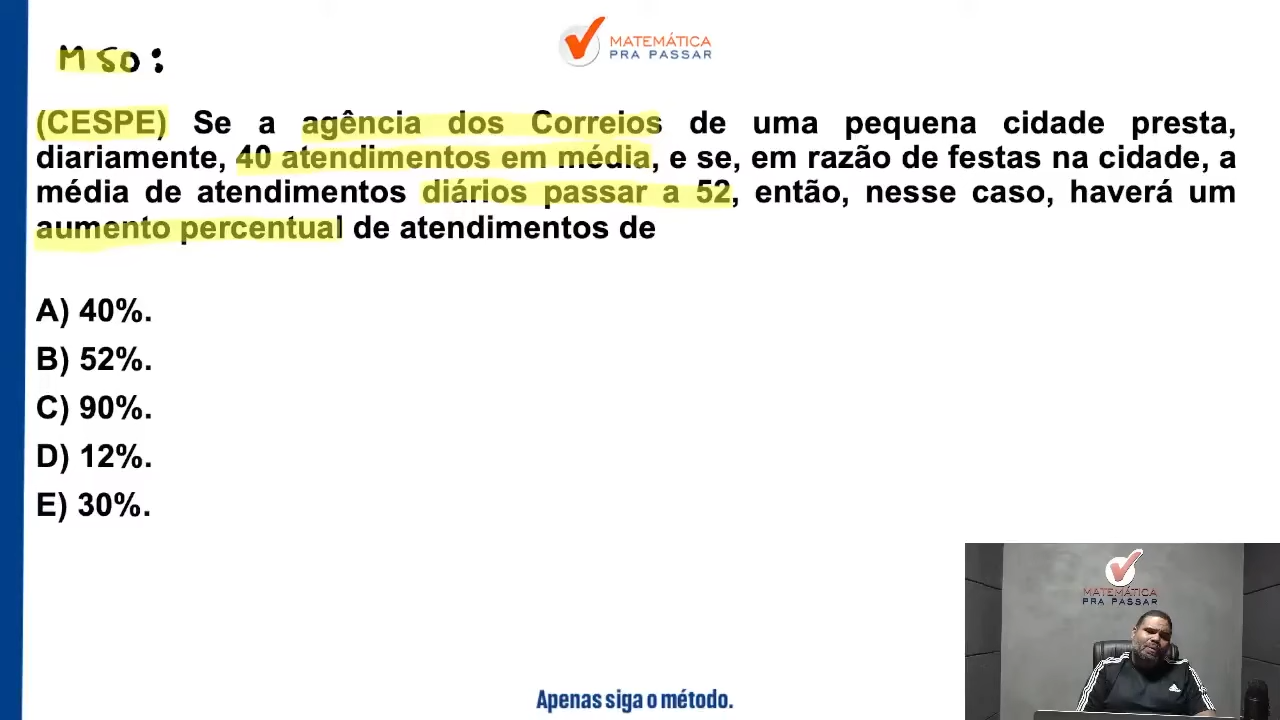 MATEMÁTICA
PRA PASSAR
M50:
(CESPE) Se a agência dos Correios de uma pequena cidade presta,
diariamente, 40 atendimentos em média, e se, em razão de festas na cidade, a
média de atendimentos diários passar a 52, então, nesse caso, haverá um
aumento percentual de atendimentos de
A) 40%.
B) 52%.
C) 90%.
D) 12%.
E) 30%.
MATEMÁTICA
PRA PASSAR
Apenas siga o método.